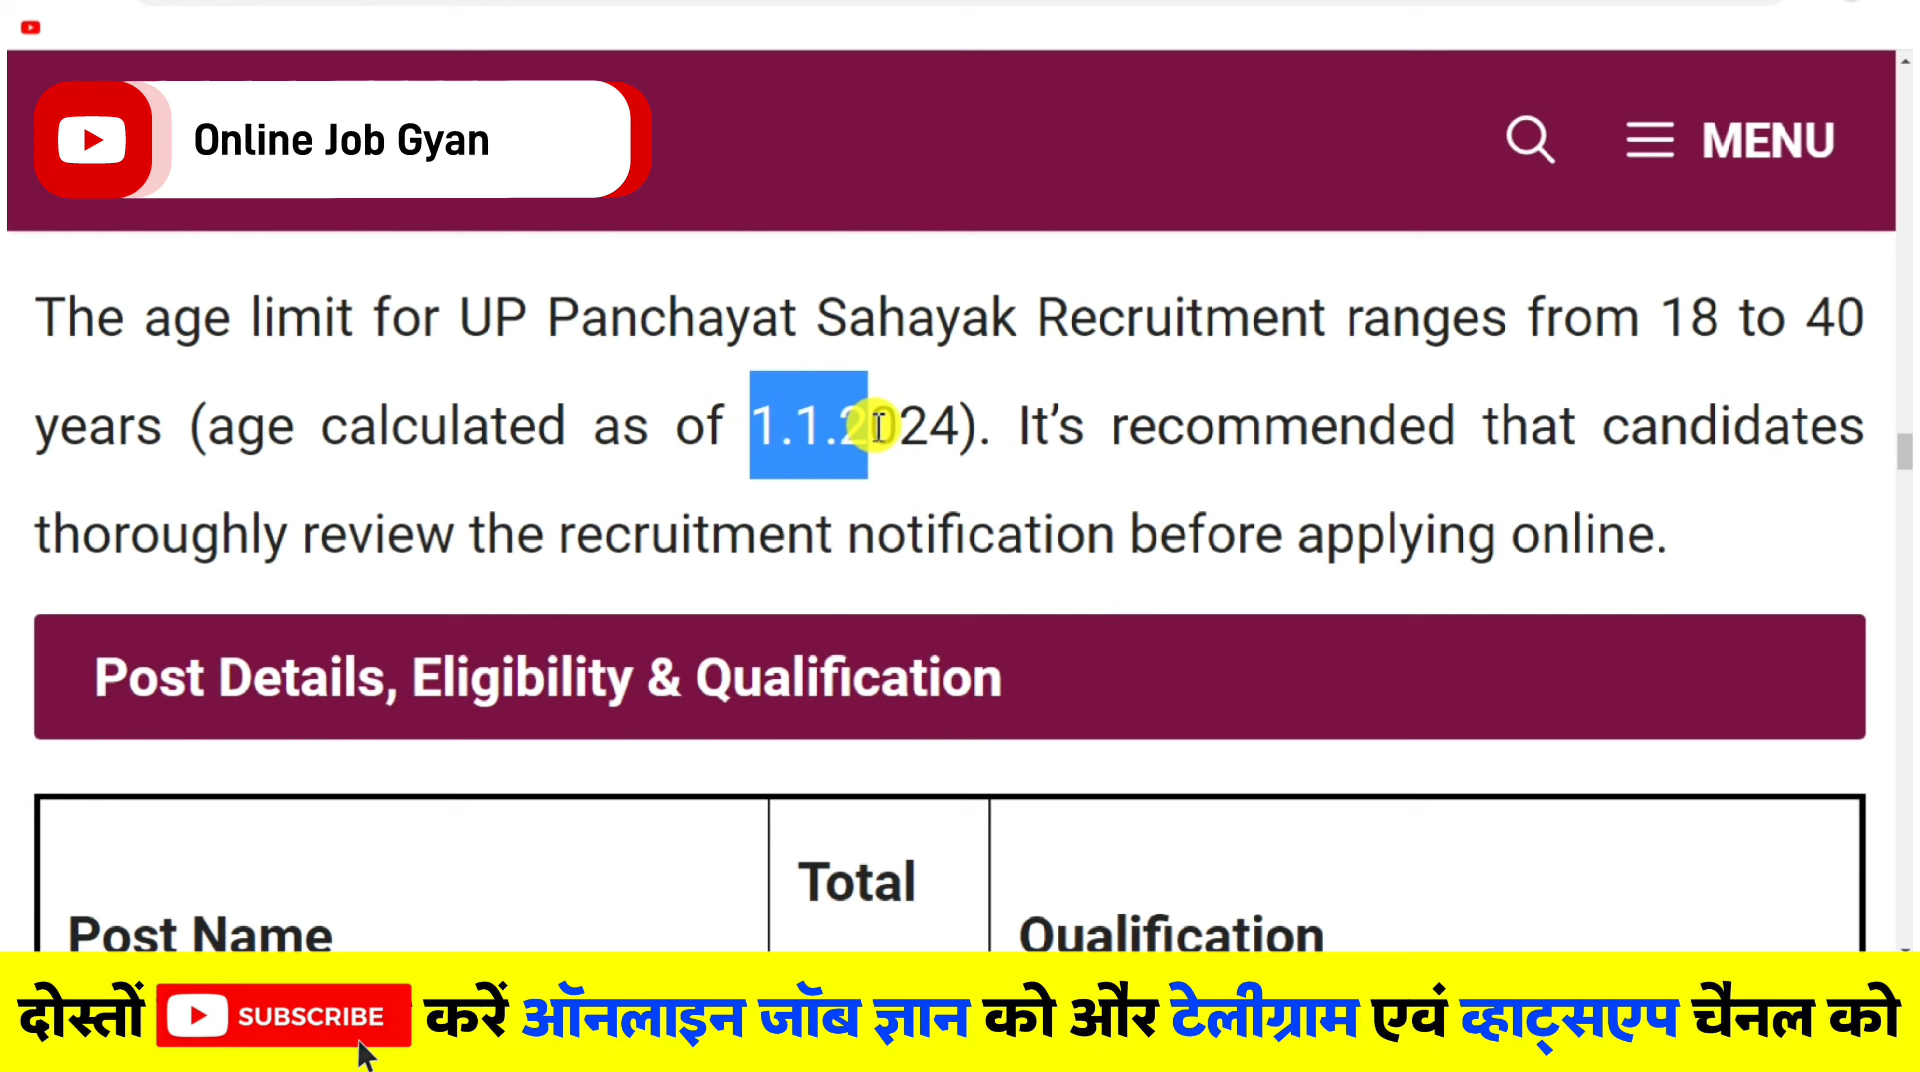 Online Job Gyan
MENU
The age limit for UP Panchayat Sahayak Recruitment ranges from 18 to 40
years (age calculated as of 1.1.2024). It’s recommended that candidates
thoroughly review the recruitment notification before applying online.
Post Details, Eligibility & Qualification
Total
Post Name
Qualification
दोस्तों SUBSCRIBE करें ऑनलाइन जॉब ज्ञान को और टेलीग्राम एवं व्हाट्सएप चैनल को